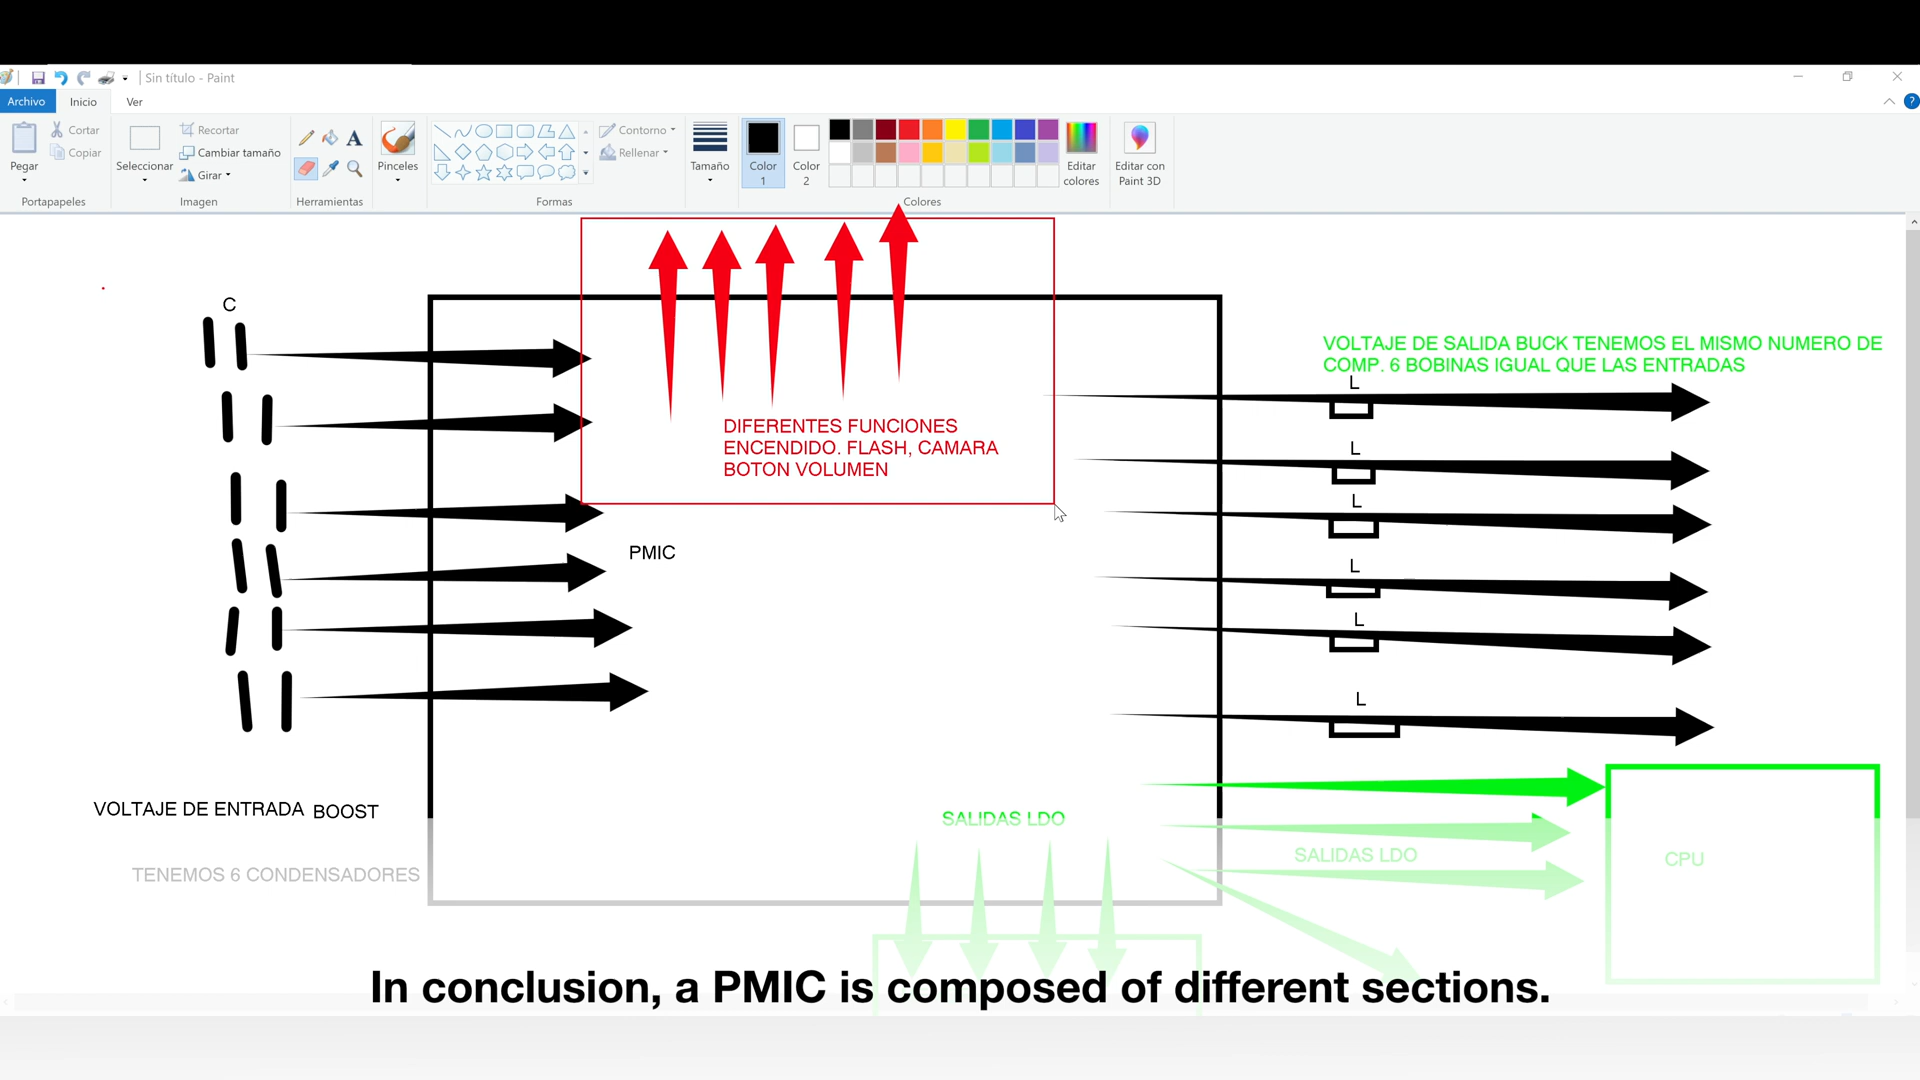 Sin título - Paint
Archivo
Inicio
Ver
Pegar
Cortar
Copiar
Portapapeles
Seleccionar
Recortar
Cambiar tamaño
Girar
Imagen
A
Herramientas
Pinceles
Contorno
Rellenar
Formas
Tamaño
Color
1
Color
2
Editar
colores
Colores
Editar con
Paint 3D
?
C
VOLTAJE DE SALIDA BUCK TENEMOS EL MISMO NUMERO DE
COMP. 6 BOBINAS IGUAL QUE LAS ENTRADAS
L
DIFERENTES FUNCIONES
ENCENDIDO. FLASH, CAMARA
BOTON VOLUMEN
L
L
PMIC
L
L
L
VOLTAJE DE ENTRADA BOOST
SALIDAS LDO
SALIDAS LDO
CPU
TENEMOS 6 CONDENSADORES
In conclusion, a PMIC is composed of different sections.